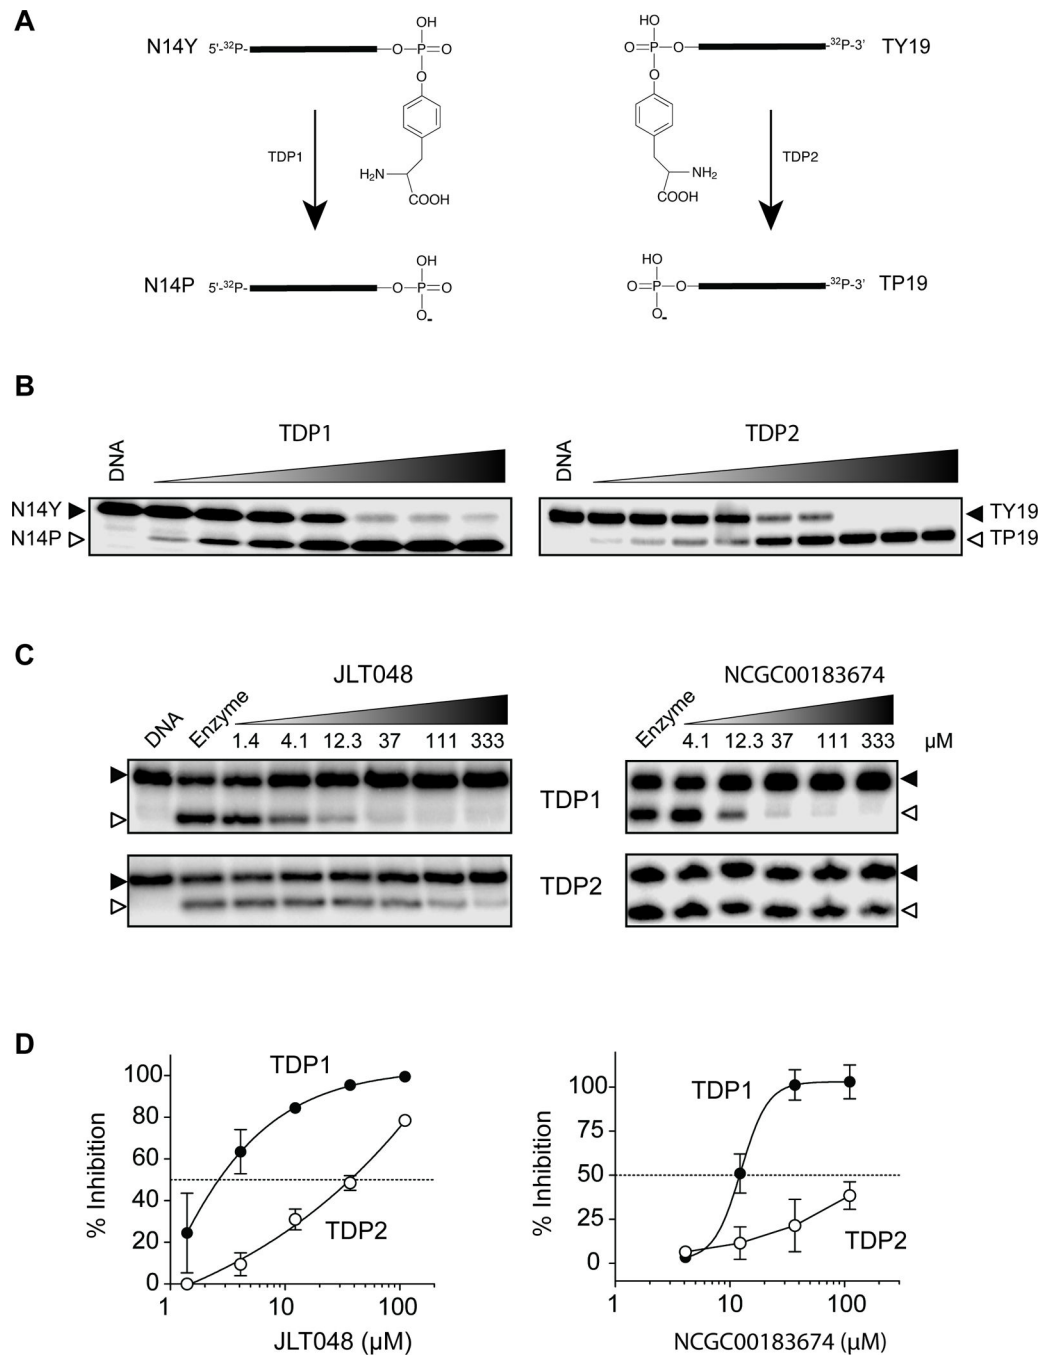 A
N14Y 5'-³²P- O P O OH O H₂N COOH
TDP1
N14P 5'-³²P- O P O OH O-
HO O P O O ³²P-3' TY19
NH₂ COOH
TDP2
HO O P O O- ³²P-3' TP19
B
DNA TDP1
N14Y
N14P
DNA TDP2
TY19
TP19
C
JLT048
DNA Enzyme 1.4 4.1 12.3 37 111 333
NCGC00183674
Enzyme 4.1 12.3 37 111 333 µM
TDP1
TDP2
D
% Inhibition
100
80
60
40
20
0
TDP1
TDP2
1 10 100
JLT048 (µM)
% Inhibition
100
75
50
25
0
TDP1
TDP2
1 10 100
NCGC00183674 (µM)